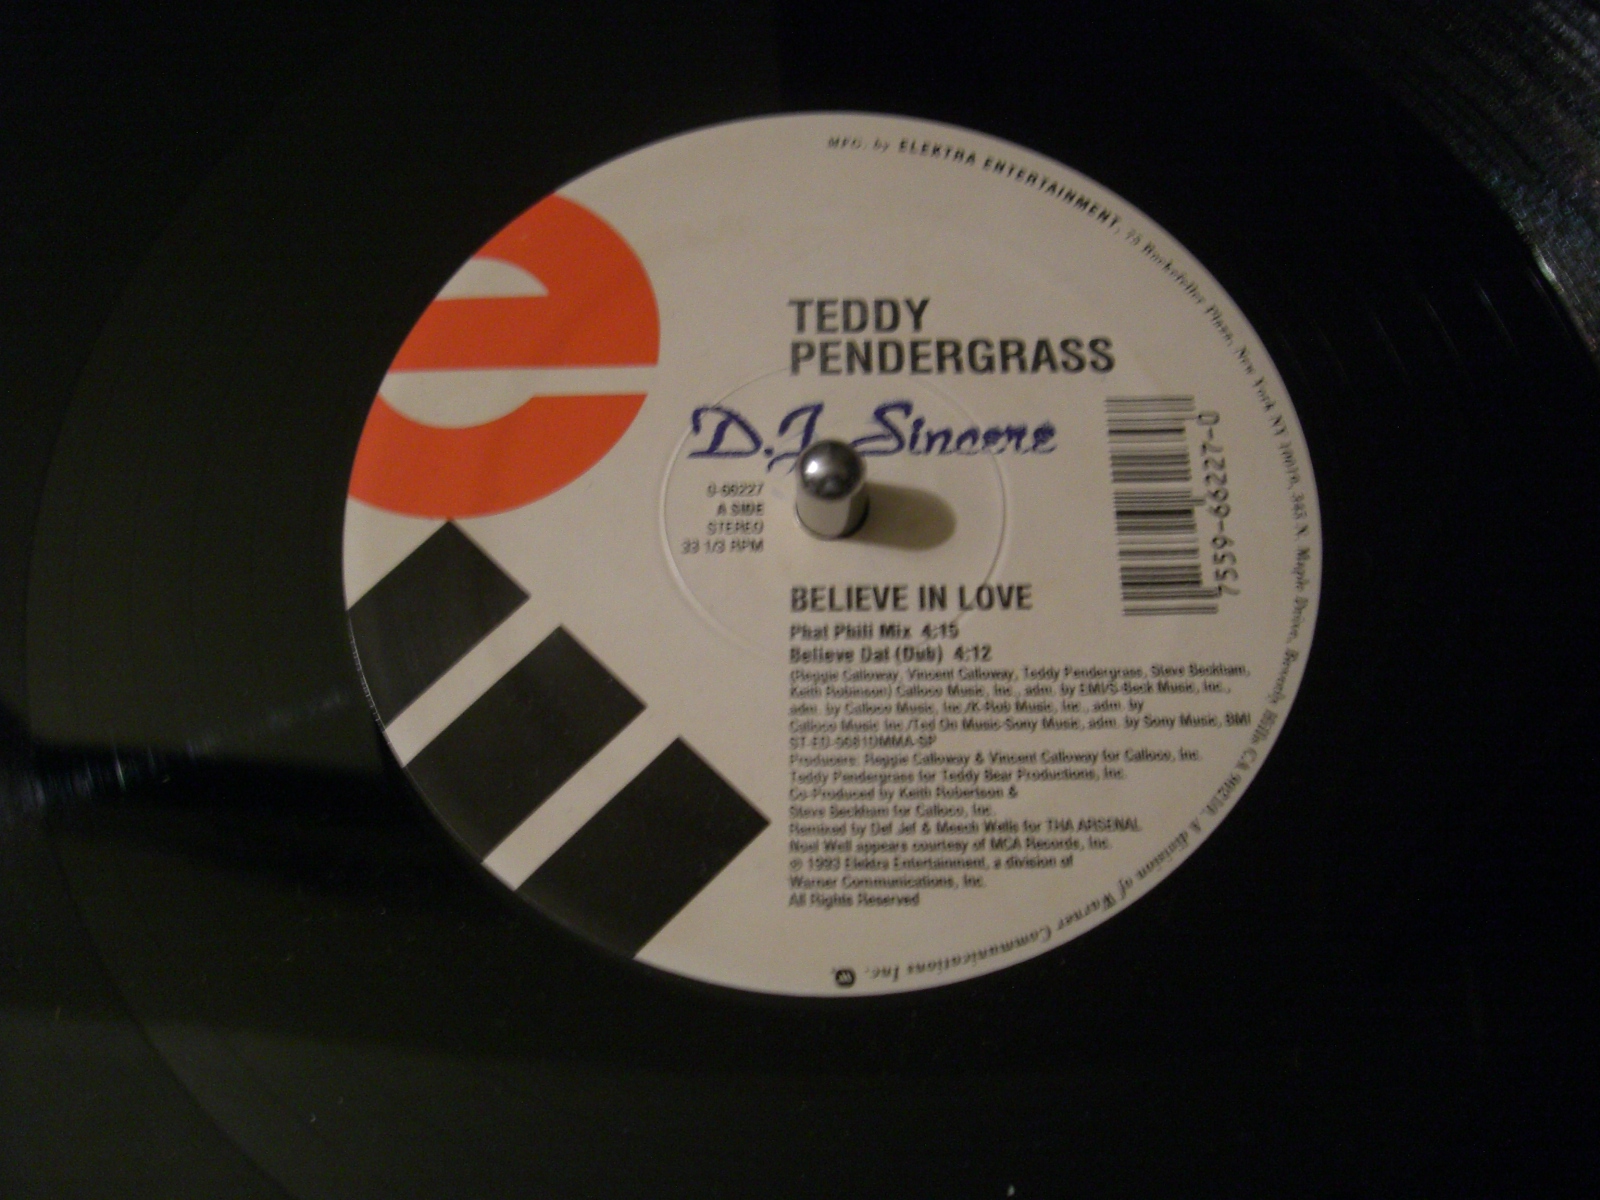 MFG. by ELEKTRA ENTERTAINMENT, 75 Rockefeller Plaza, New York NY 10019, 345 N. Maple Drive, Beverly Hills CA 90210. A division of Warner Communications Inc.
e
TEDDY
PENDERGRASS
D.J. Sincere
0-66227
A SIDE
STEREO
33 1/3 RPM
7559-66227-0
BELIEVE IN LOVE
Phat Phili Mix 4:15
Believe Dat (Dub) 4:12
(Reggie Calloway, Vincent Calloway, Teddy Pendergrass, Steve Beckham,
Keith Robinson) Calloco Music, Inc., adm. by EMI/S-Beck Music, Inc.,
adm. by Calloco Music, Inc./K-Rob Music, Inc., adm. by
Calloco Music Inc./Ted On Music-Sony Music, adm. by Sony Music, BMI
Producers: Reggie Calloway & Vincent Calloway for Calloco, Inc.
Teddy Pendergrass for Teddy Bear Productions, Inc.
Co-Produced by Keith Robertson &
Steve Beckham for Calloco, Inc.
Remixed by Def Jef & Meech Wells for THA ARSENAL
Noel Well appears courtesy of MCA Records, Inc.
℗ 1993 Elektra Entertainment, a division of
Warner Communications, Inc.
All Rights Reserved